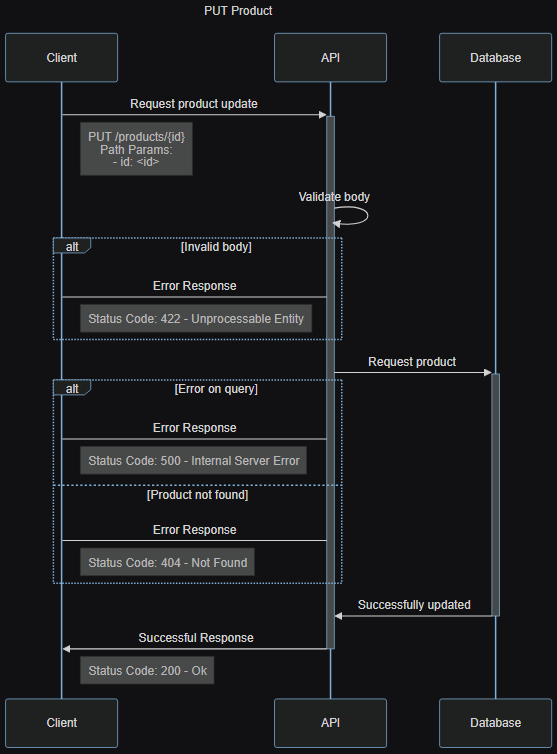 PUT Product
Client
API
Database
Request product update
PUT /products/{id}
Path Params:
- id: <id>
Validate body
alt
[Invalid body]
Error Response
Status Code: 422 - Unprocessable Entity
Request product
alt
[Error on query]
Error Response
Status Code: 500 - Internal Server Error
[Product not found]
Error Response
Status Code: 404 - Not Found
Successfully updated
Successful Response
Status Code: 200 - Ok
Client
API
Database